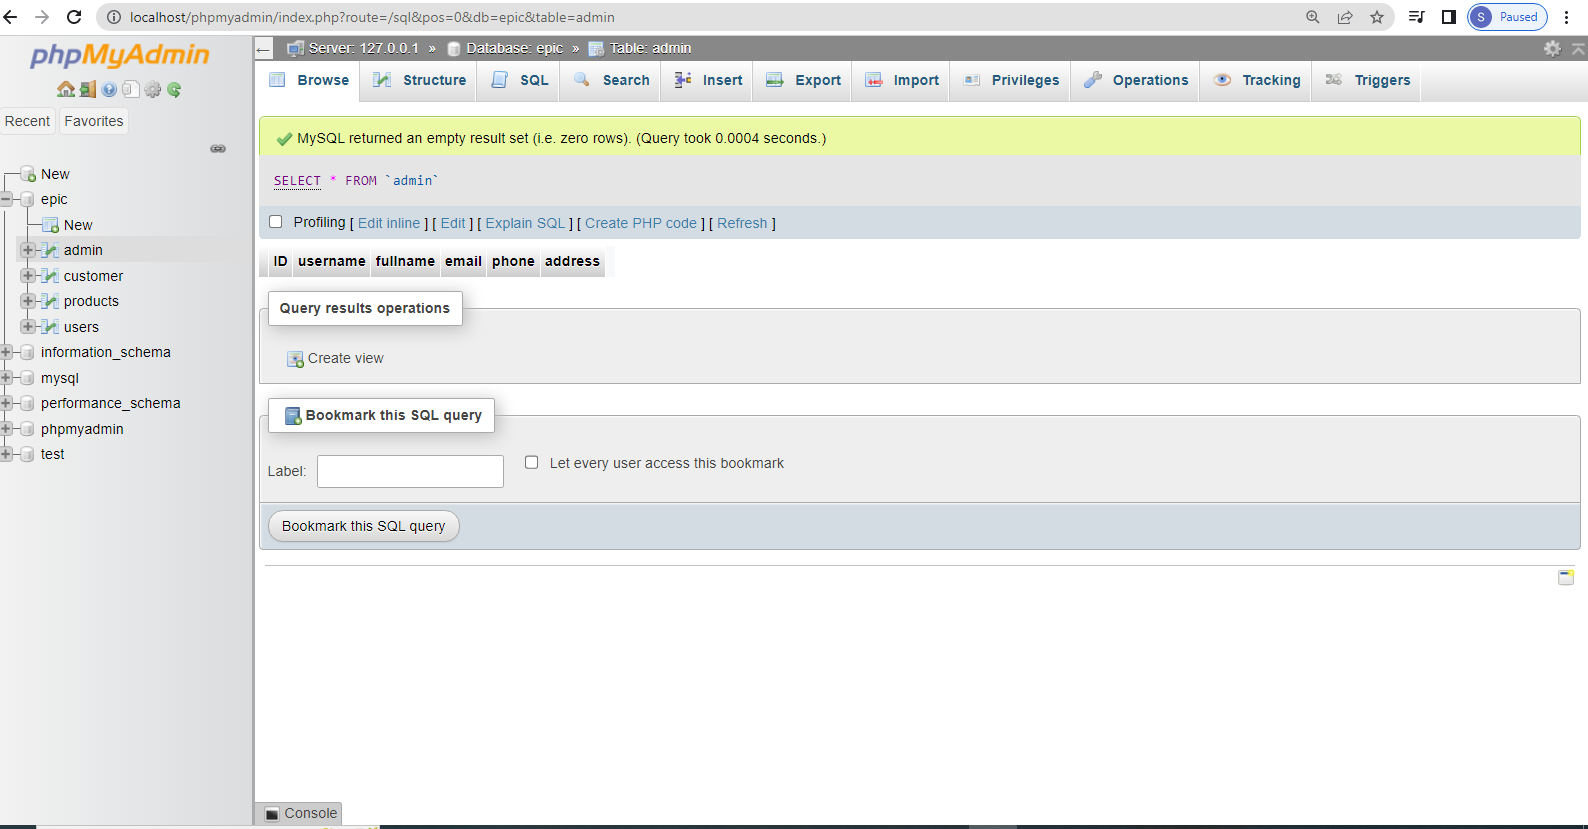 localhost/phpmyadmin/index.php?route=/sql&pos=0&db=epic&table=admin
S Paused
phpMyAdmin
Recent Favorites
New
epic
New
admin
customer
products
users
information_schema
mysql
performance_schema
phpmyadmin
test
Server: 127.0.0.1 » Database: epic » Table: admin
Browse Structure SQL Search Insert Export Import Privileges Operations Tracking Triggers
MySQL returned an empty result set (i.e. zero rows). (Query took 0.0004 seconds.)
SELECT * FROM `admin`
Profiling [ Edit inline ] [ Edit ] [ Explain SQL ] [ Create PHP code ] [ Refresh ]
ID username fullname email phone address
Query results operations
Create view
Bookmark this SQL query
Label: Let every user access this bookmark
Bookmark this SQL query
Console